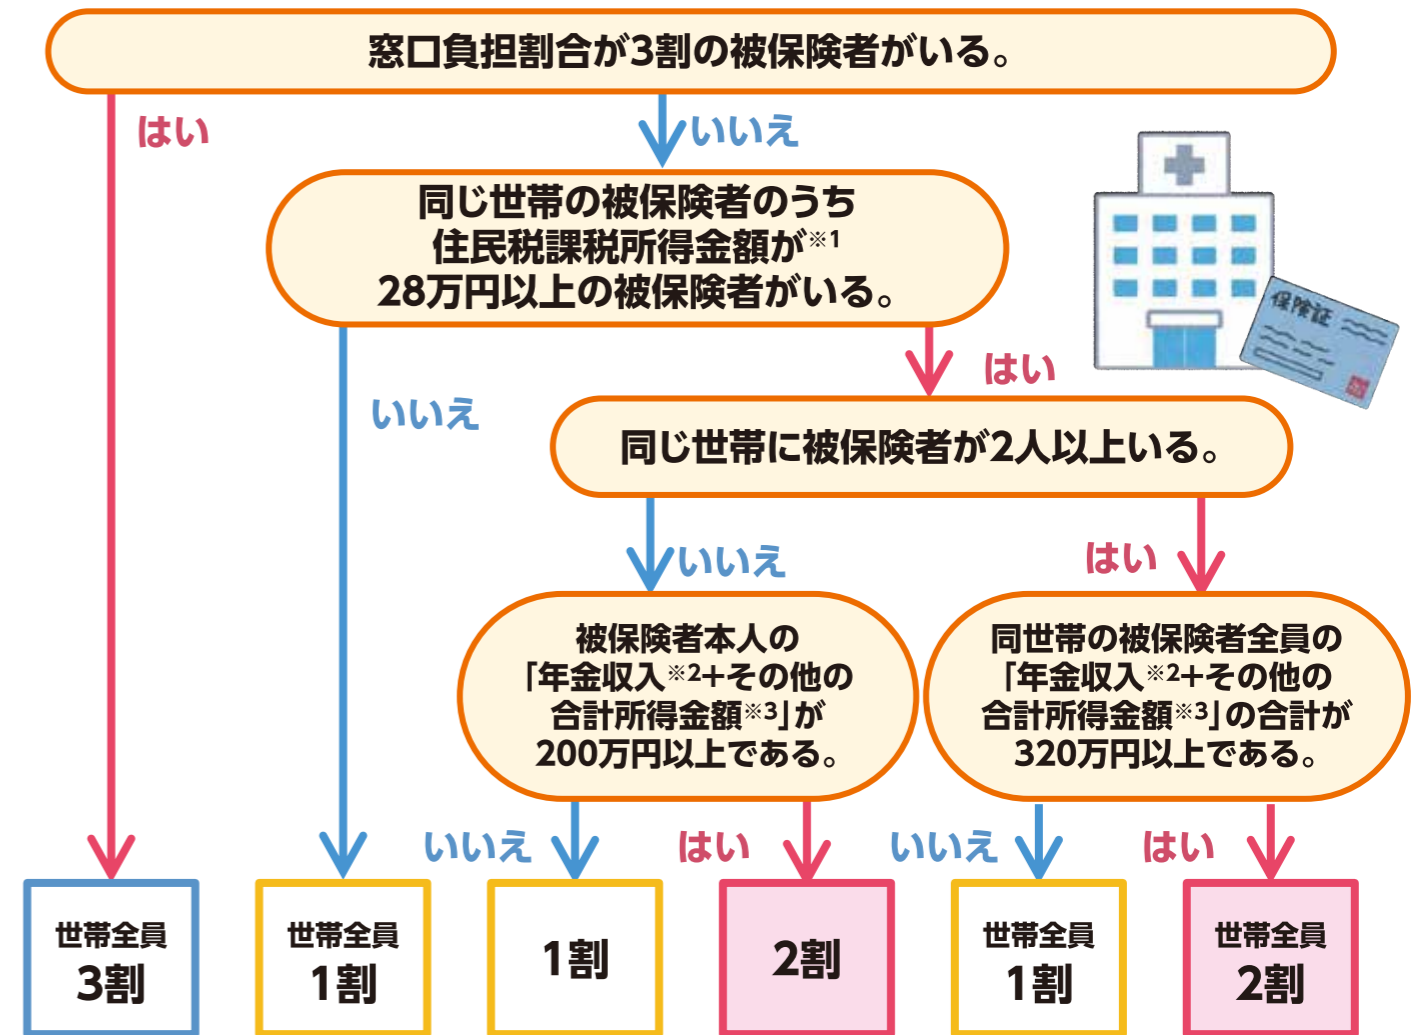 窓口負担割合が3割の被保険者がいる。
はい
いいえ
同じ世帯の被保険者のうち
住民税課税所得金額が※1
28万円以上の被保険者がいる。
保険証
はい
いいえ
同じ世帯に被保険者が2人以上いる。
いいえ
はい
被保険者本人の
「年金収入※2+その他の
合計所得金額※3」が
200万円以上である。
同世帯の被保険者全員の
「年金収入※2+その他の
合計所得金額※3」の合計が
320万円以上である。
いいえ
はい
いいえ
はい
世帯全員
3割
世帯全員
1割
1割
2割
世帯全員
1割
世帯全員
2割